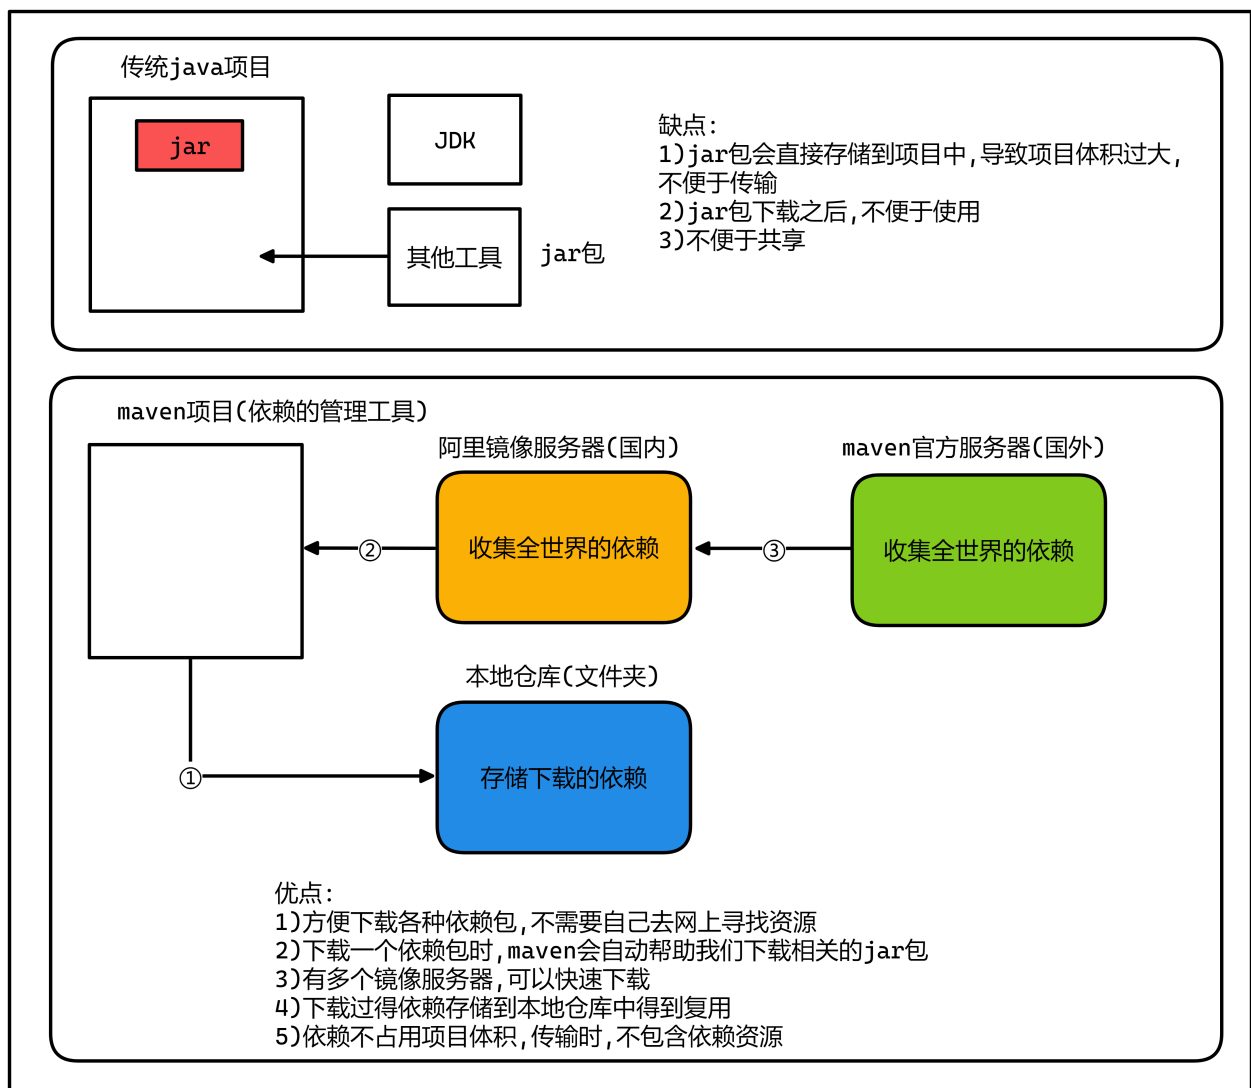 传统java项目
jar
JDK
其他工具
jar包
缺点:
1)jar包会直接存储到项目中,导致项目体积过大,
不便于传输
2)jar包下载之后,不便于使用
3)不便于共享
maven项目(依赖的管理工具)
阿里镜像服务器(国内)
maven官方服务器(国外)
收集全世界的依赖
收集全世界的依赖
②
③
本地仓库(文件夹)
存储下载的依赖
①
优点:
1)方便下载各种依赖包,不需要自己去网上寻找资源
2)下载一个依赖包时,maven会自动帮助我们下载相关的jar包
3)有多个镜像服务器,可以快速下载
4)下载过得依赖存储到本地仓库中得到复用
5)依赖不占用项目体积,传输时,不包含依赖资源